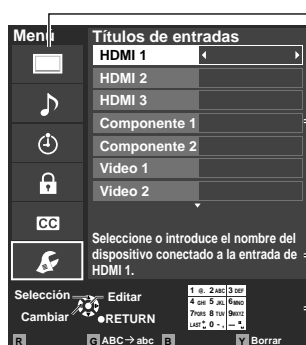 Menú
Títulos de entradas
HDMI 1
HDMI 2
HDMI 3
Componente 1
Componente 2
Video 1
Video 2
CC
Seleccione o introduce el nombre del
dispositivo conectado a la entrada de
HDMI 1.
Selección
Editar
Cambiar
RETURN
1 @. 2 ABC 3 DEF
4 GHI 5 JKL 6 MNO
7 PQRS 8 TUV 9 WXYZ
LAST 0 - ,
R
G ABC→abc
B
Y Borrar